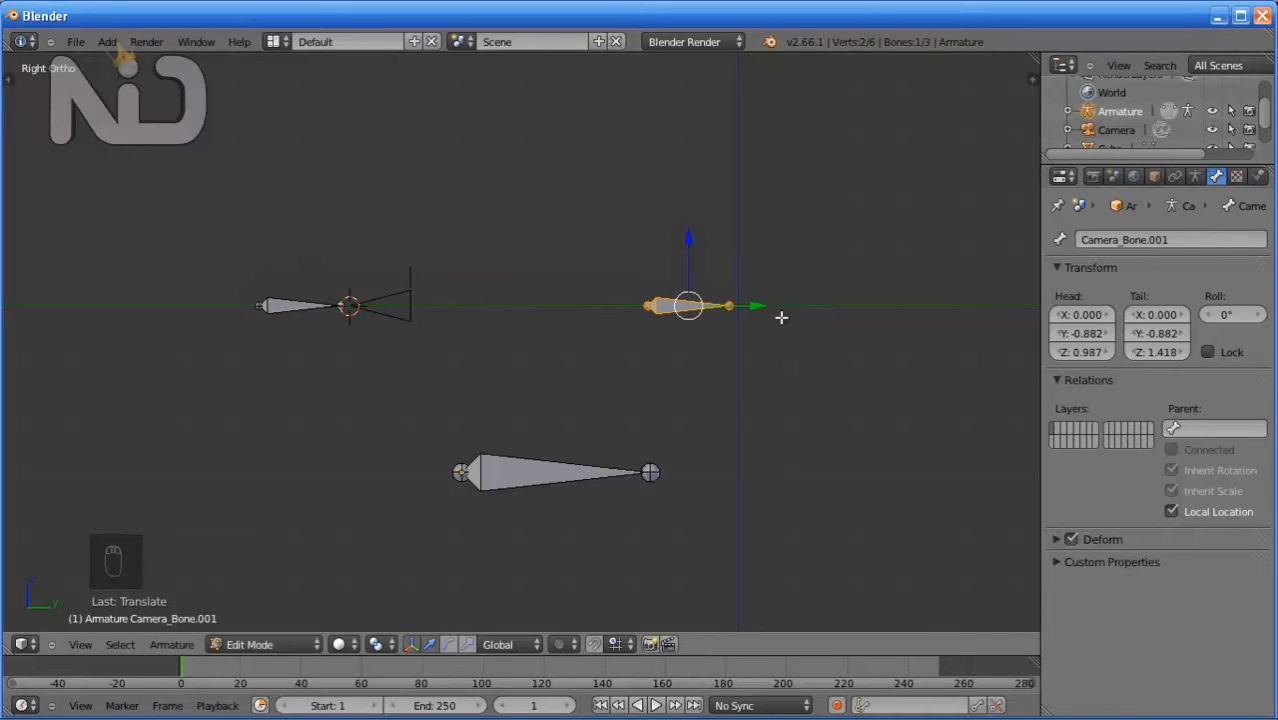 Blender
File Add Render Window Help Default Scene Blender Render v2.66.1 | Verts:2/6 | Bones:1/3 | Armature
Right Ortho
ND
View Search All Scenes
World
Armature
Camera
Ar Ca Came
Camera_Bone.001
Transform
Head: Tail: Roll:
X: 0.000 X: 0.000 0°
Y: -0.882 Y: -0.882
Z: 0.987 Z: 1.418 Lock
Relations
Layers: Parent:
Connected
Inherit Rotation
Inherit Scale
Local Location
Deform
Custom Properties
z
y
Last: Translate
(1) Armature Camera_Bone.001
View Select Armature Edit Mode Global
-40 -20 0 20 40 60 80 100 120 140 160 180 200 220 240 260 280
View Marker Frame Playback Start: 1 End: 250 1 No Sync